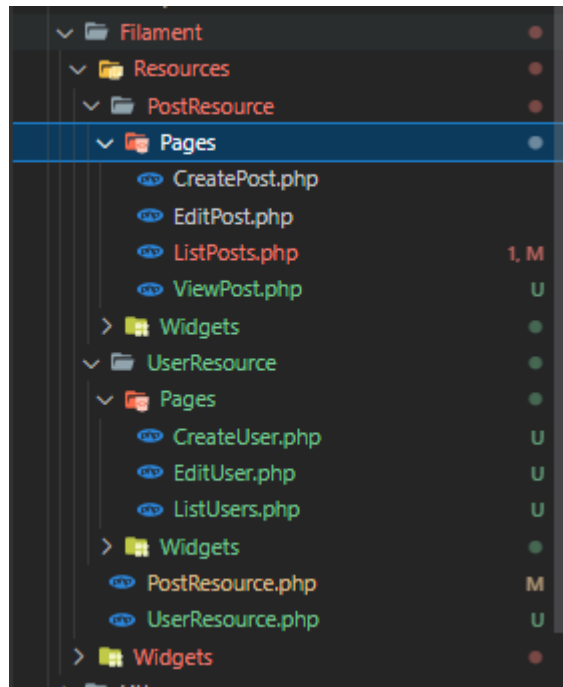 Filament
Resources
PostResource
Pages
CreatePost.php
EditPost.php
ListPosts.php 1, M
ViewPost.php U
Widgets
UserResource
Pages
CreateUser.php U
EditUser.php U
ListUsers.php U
Widgets
PostResource.php M
UserResource.php U
Widgets